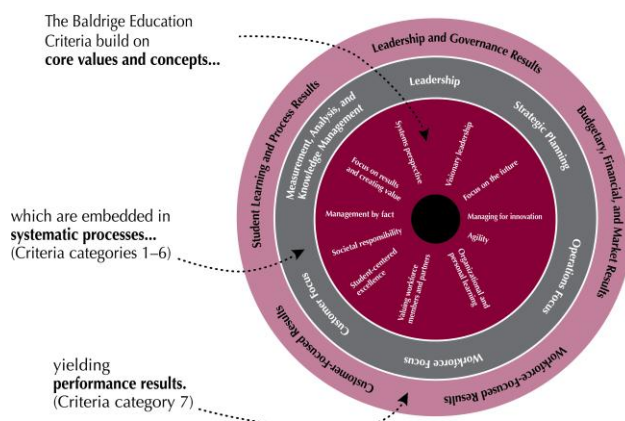 The Baldrige Education
Criteria build on
core values and concepts...
which are embedded in
systematic processes...
(Criteria categories 1–6)
yielding
performance results.
(Criteria category 7)
Leadership and Governance Results
Budgetary, Financial, and Market Results
Workforce-Focused Results
Customer-Focused Results
Student Learning and Process Results
Leadership
Strategic Planning
Operations Focus
Workforce Focus
Customer Focus
Measurement, Analysis, and
Knowledge Management
Visionary leadership
Focus on the future
Managing for innovation
Agility
Organizational and
personal learning
Valuing workforce
members and partners
Student-centered
excellence
Societal responsibility
Management by fact
Focus on results
and creating value
Systems perspective